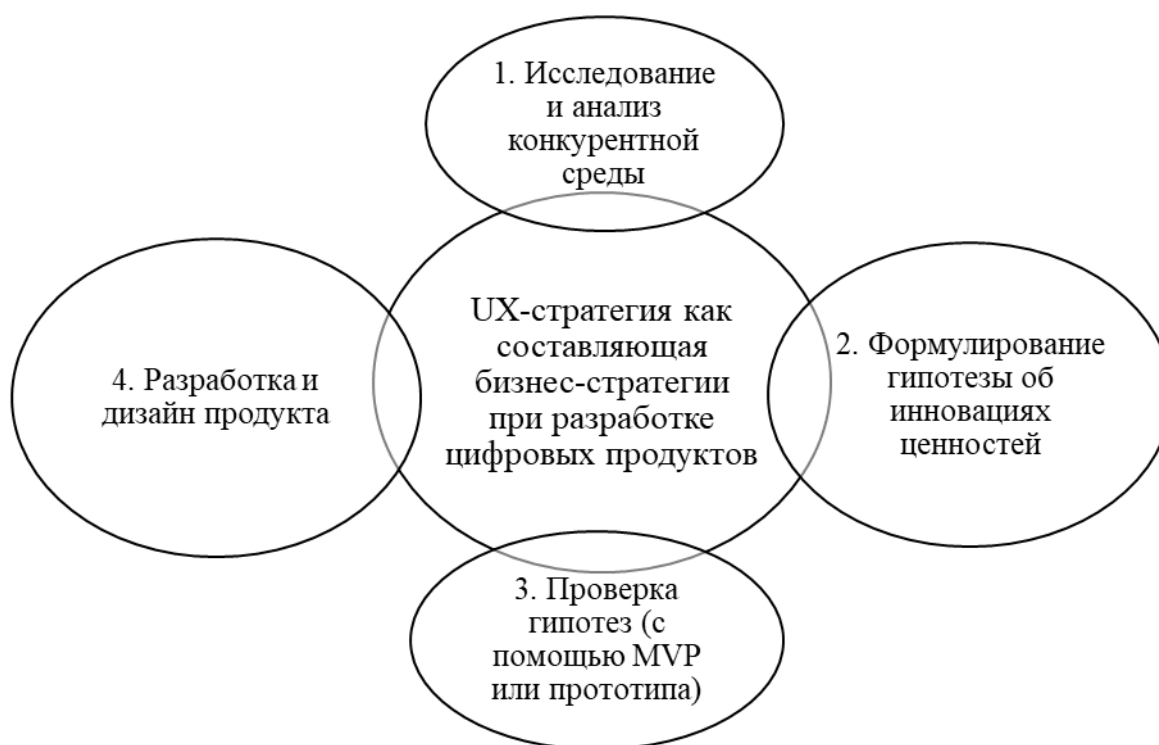 1. Исследование
и анализ
конкурентной
среды
UX-стратегия как
составляющая
бизнес-стратегии
при разработке
цифровых продуктов
2. Формулирование
гипотезы об
инновациях
ценностей
3. Проверка
гипотез (с
помощью MVP
или прототипа)
4. Разработка и
дизайн продукта